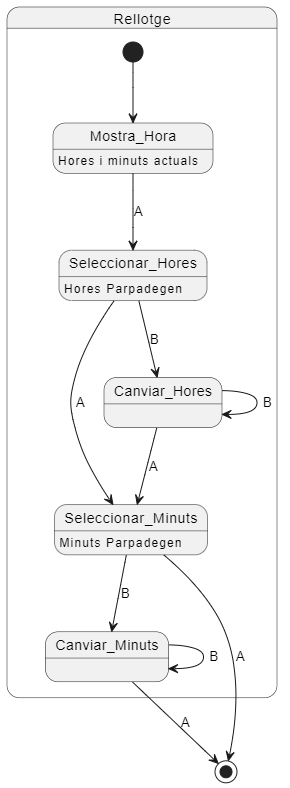 Rellotge
Mostra_Hora
Hores i minuts actuals
A
Seleccionar_Hores
Hores Parpadegen
B
Canviar_Hores
B
A
A
Seleccionar_Minuts
Minuts Parpadegen
B
Canviar_Minuts
B
A
A